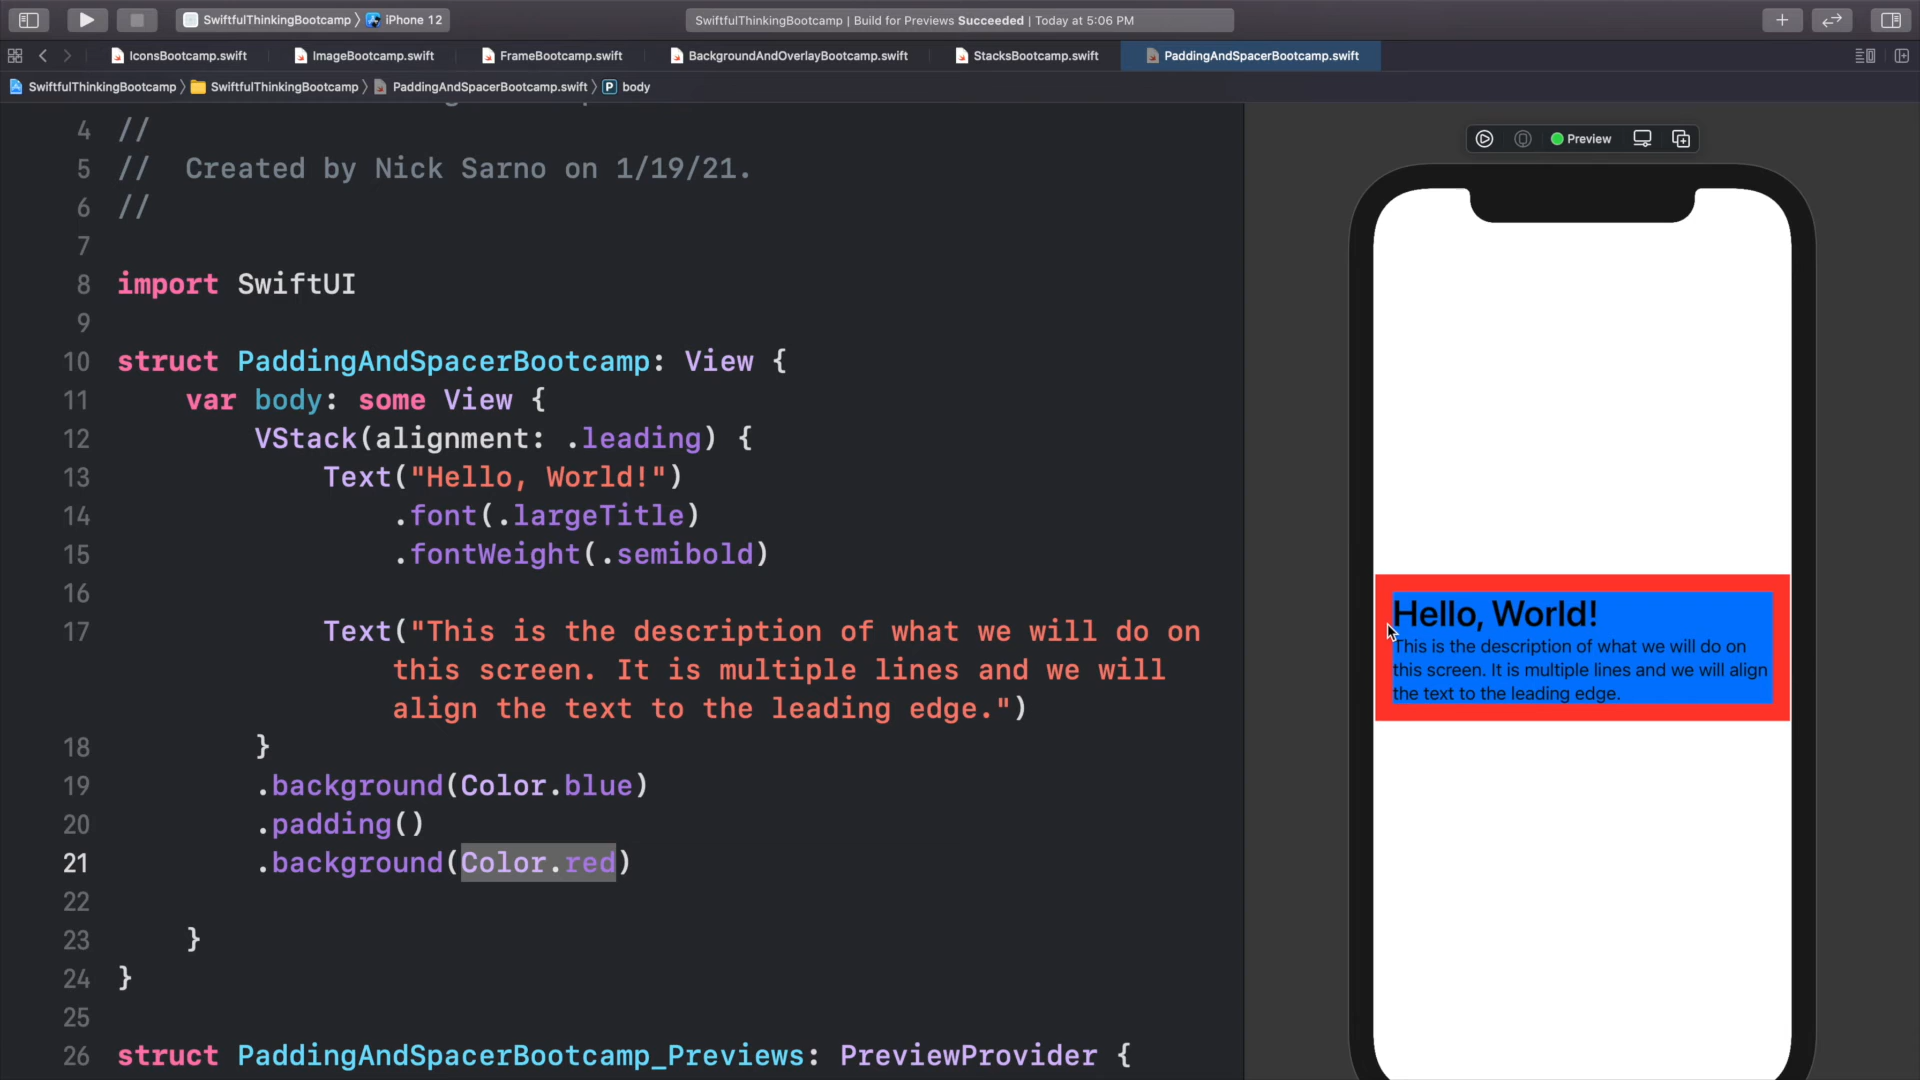 SwiftfulThinkingBootcamp 〉 iPhone 12
SwiftfulThinkingBootcamp | Build for Previews Succeeded | Today at 5:06 PM
IconsBootcamp.swift
ImageBootcamp.swift
FrameBootcamp.swift
BackgroundAndOverlayBootcamp.swift
StacksBootcamp.swift
PaddingAndSpacerBootcamp.swift
SwiftfulThinkingBootcamp 〉 SwiftfulThinkingBootcamp 〉 PaddingAndSpacerBootcamp.swift 〉 P body
4 //
5 //  Created by Nick Sarno on 1/19/21.
6 //
7
8 import SwiftUI
9
10 struct PaddingAndSpacerBootcamp: View {
11     var body: some View {
12         VStack(alignment: .leading) {
13             Text("Hello, World!")
14                 .font(.largeTitle)
15                 .fontWeight(.semibold)
16
17             Text("This is the description of what we will do on
this screen. It is multiple lines and we will
align the text to the leading edge.")
18         }
19         .background(Color.blue)
20         .padding()
21         .background(Color.red)
22
23     }
24 }
25
26 struct PaddingAndSpacerBootcamp_Previews: PreviewProvider {
Preview
Hello, World!
This is the description of what we will do on
this screen. It is multiple lines and we will align
the text to the leading edge.